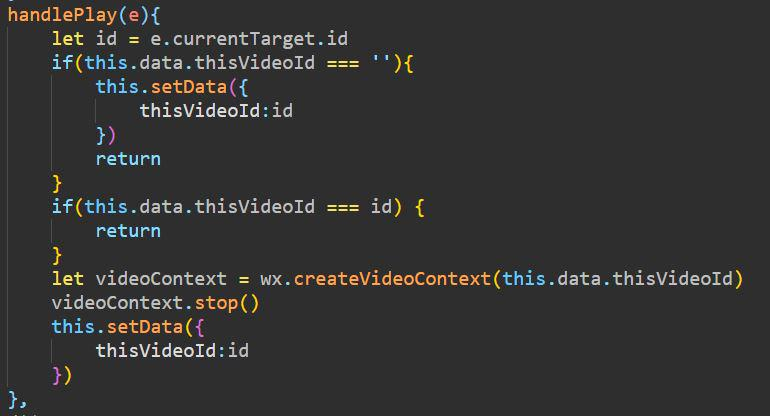 handlePlay(e){
let id = e.currentTarget.id
if(this.data.thisVideoId === ''){
this.setData({
thisVideoId:id
})
return
}
if(this.data.thisVideoId === id) {
return
}
let videoContext = wx.createVideoContext(this.data.thisVideoId)
videoContext.stop()
this.setData({
thisVideoId:id
})
},